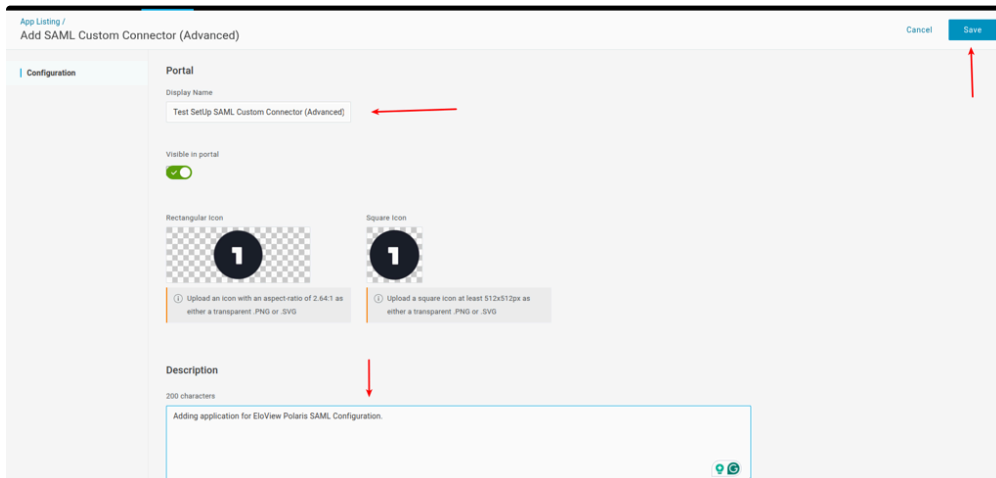 App Listing /
Add SAML Custom Connector (Advanced)
Cancel
Save
Configuration
Portal
Display Name
Test SetUp SAML Custom Connector (Advanced)
Visible in portal
Rectangular Icon
Square Icon
1
1
Upload an icon with an aspect-ratio of 2.64:1 as
either a transparent .PNG or .SVG
Upload a square icon at least 512x512px as
either a transparent .PNG or .SVG
Description
200 characters
Adding application for EloView Polaris SAML Configuration.